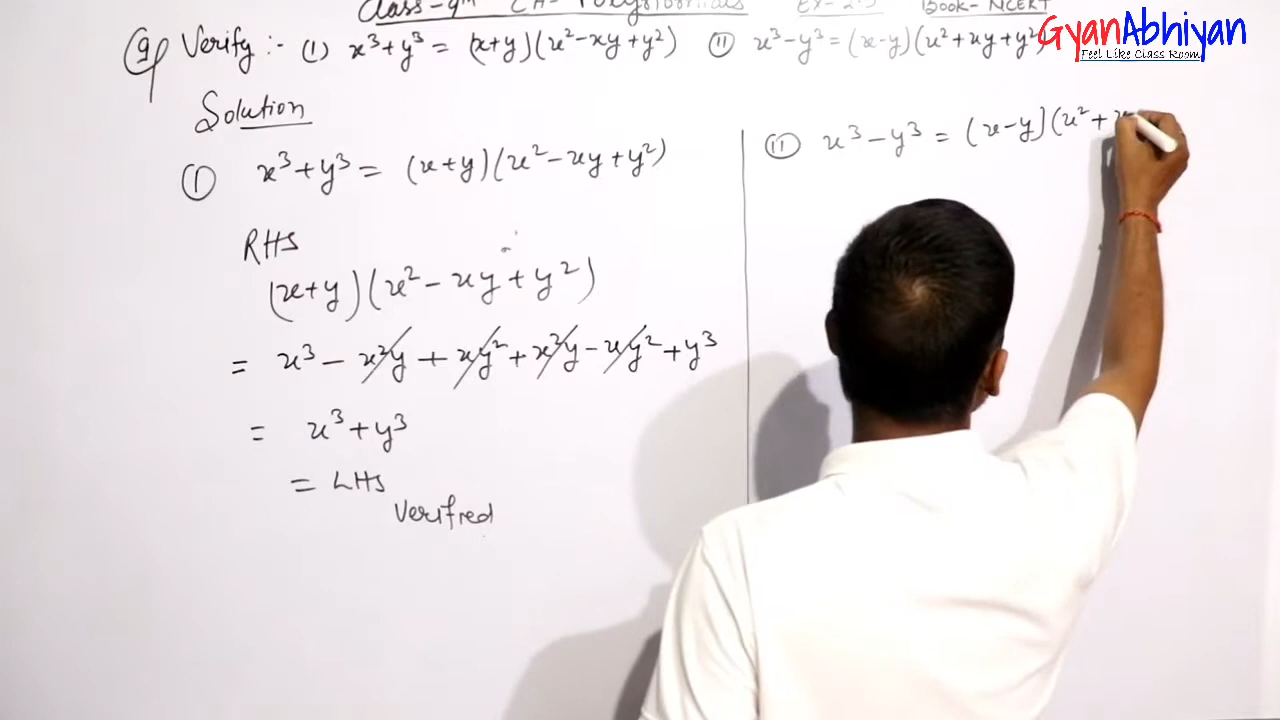 Class-9th CH- Polynomials Ex-2.5 Book-NCERT
Q9 Verify :- (i) x³+y³ = (x+y)(x²-xy+y²) (ii) x³-y³=(x-y)(x²+xy+y²)
GyanAbhiyan
Feel Like Class Room
Solution
(i) x³+y³ = (x+y)(x²-xy+y²)
RHS
(x+y)(x²-xy+y²)
= x³ - x²y + xy² + x²y - xy² + y³
= x³+y³
= LHS
Verified
(ii) x³-y³ = (x-y)(x²+x